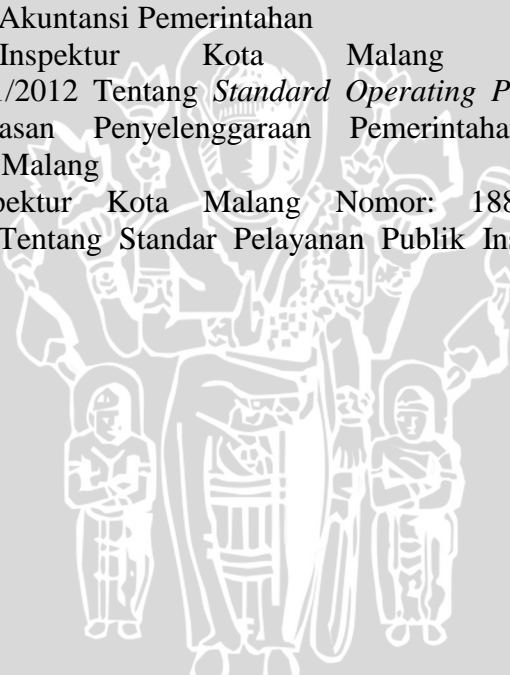 Akuntansi Pemerintahan
Inspektur Kota Malang
/2012 Tentang Standard Operating P
asan Penyelenggaraan Pemerintaha
Malang
pektur Kota Malang Nomor: 188
Tentang Standar Pelayanan Publik Ins